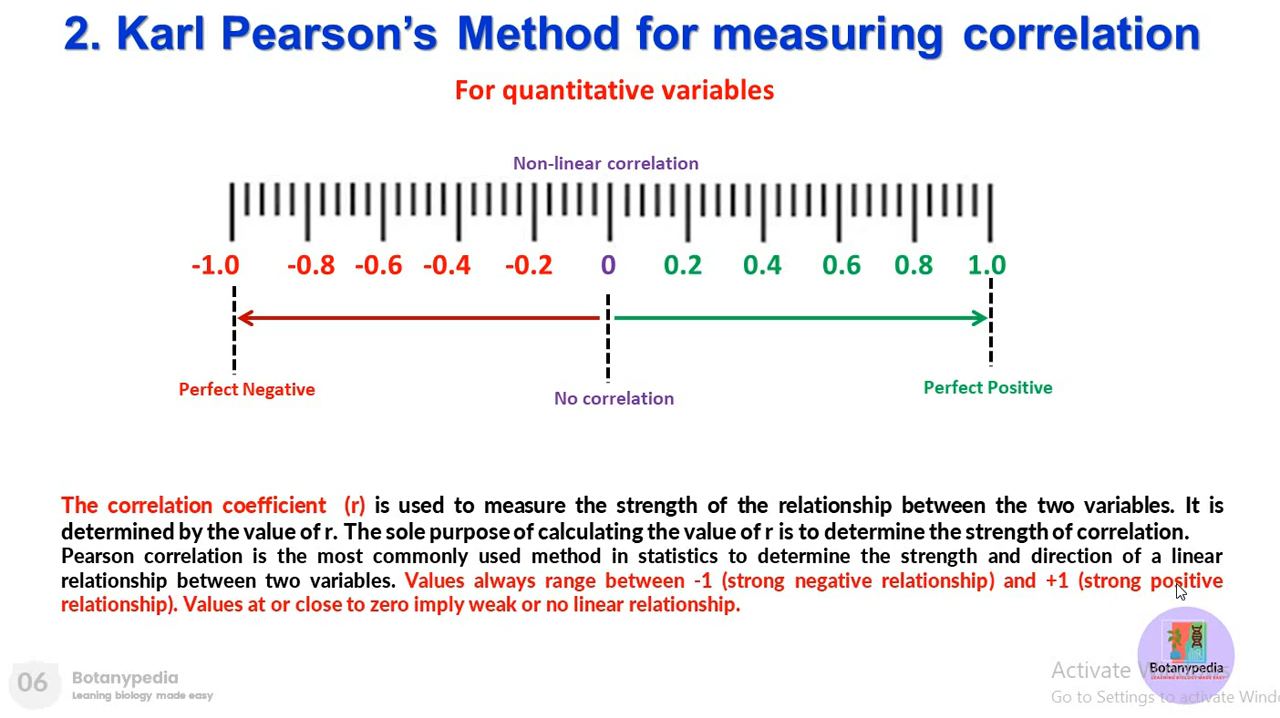 2. Karl Pearson’s Method for measuring correlation
For quantitative variables
Non-linear correlation
-1.0 -0.8 -0.6 -0.4 -0.2 0 0.2 0.4 0.6 0.8 1.0
Perfect Negative
No correlation
Perfect Positive
The correlation coefficient (r) is used to measure the strength of the relationship between the two variables. It is
determined by the value of r. The sole purpose of calculating the value of r is to determine the strength of correlation.
Pearson correlation is the most commonly used method in statistics to determine the strength and direction of a linear
relationship between two variables. Values always range between -1 (strong negative relationship) and +1 (strong positive
relationship). Values at or close to zero imply weak or no linear relationship.
06
Botanypedia
Leaning biology made easy
Botanypedia
LEARNING BIOLOGY MADE EASY
Activate
Go to Settings to activate Wind